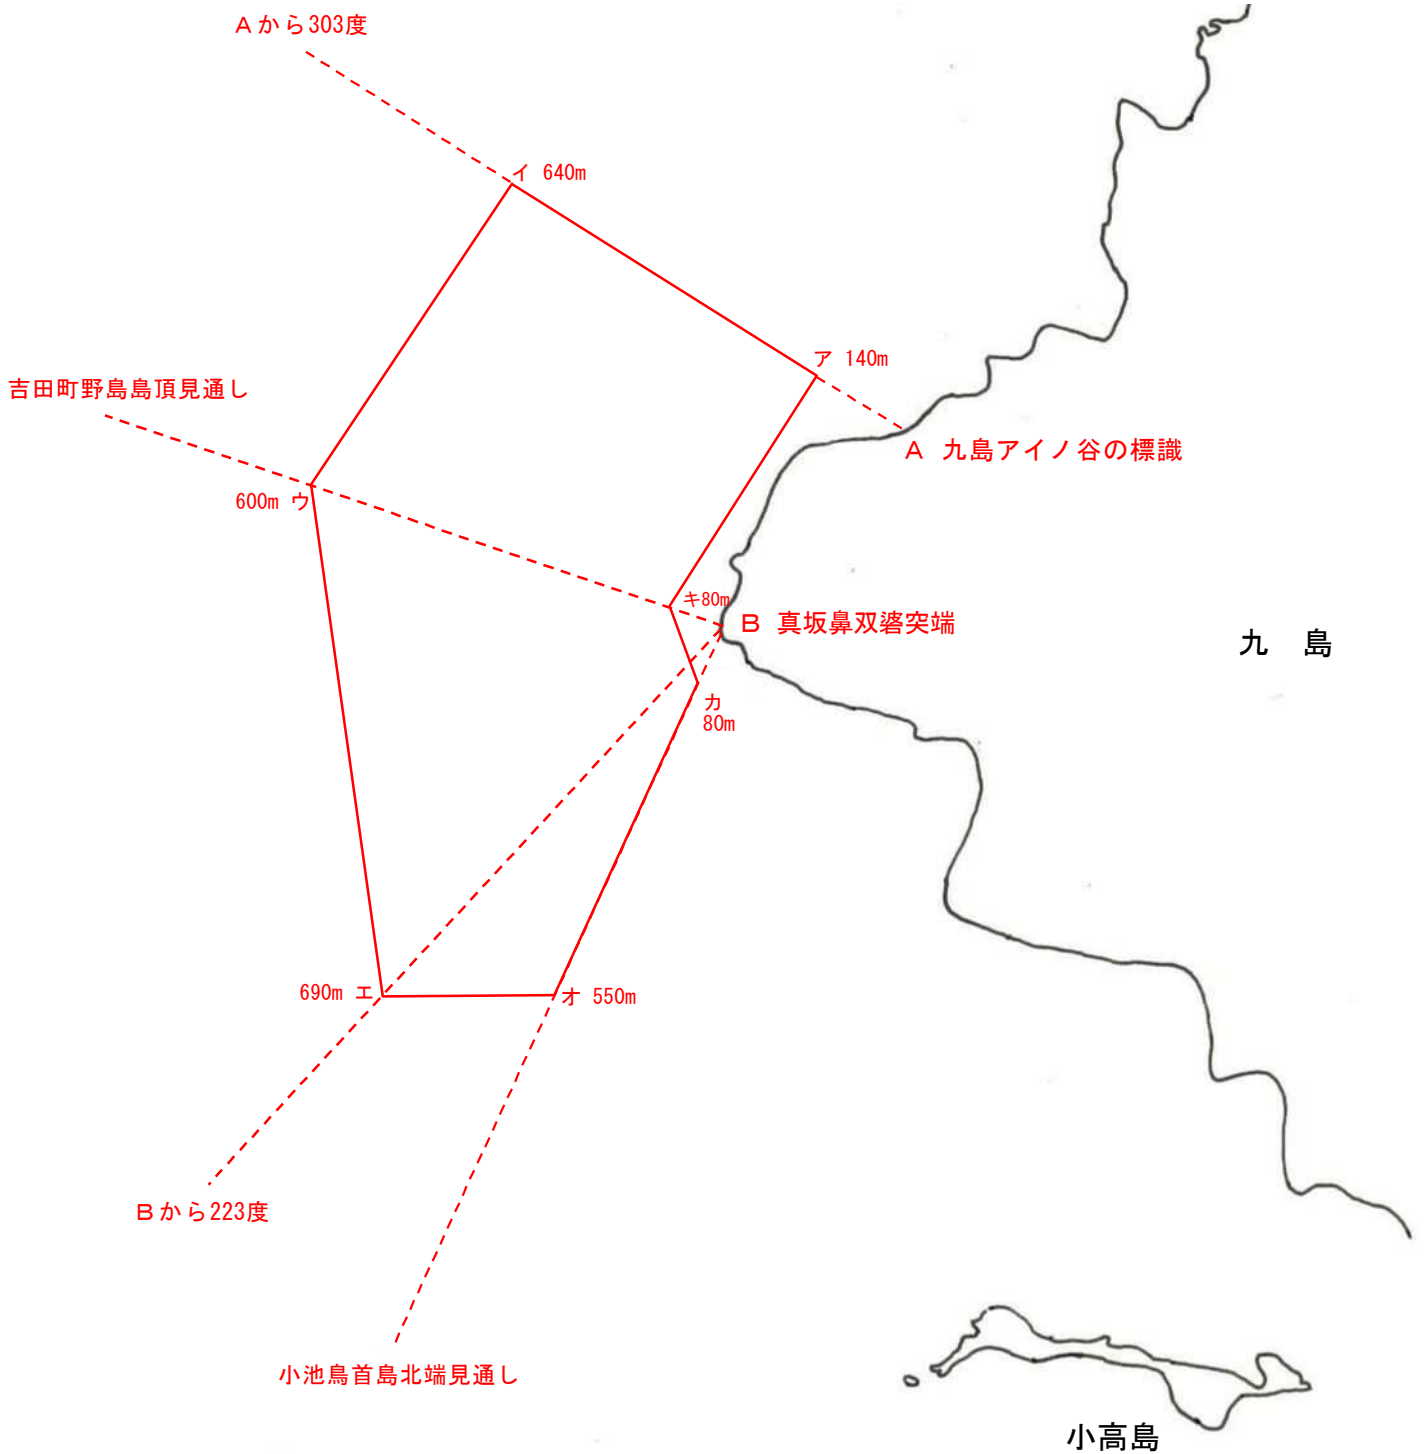 Aから303度
イ 640m
ア 140m
吉田町野島島頂見通し
A 九島アイノ谷の標識
600m ウ
キ80m
B 真坂鼻双碆突端
九 島
カ
80m
690m エ
オ 550m
Bから223度
小池鳥首島北端見通し
小高島